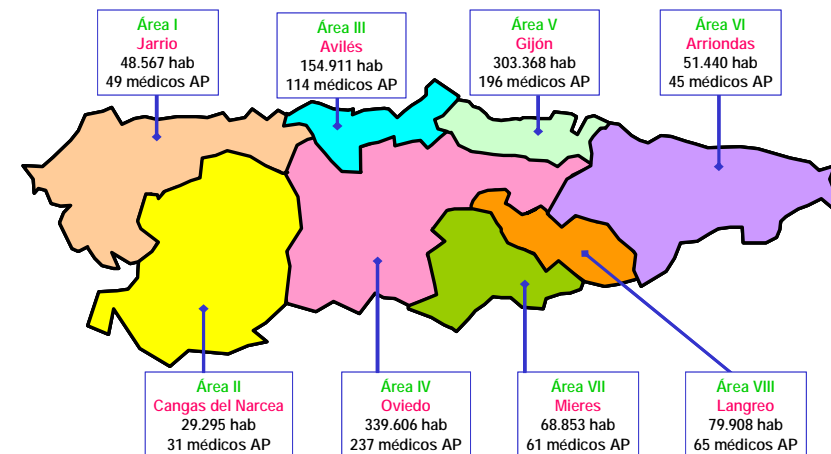 Área I
Jarrio
48.567 hab
49 médicos AP
Área III
Avilés
154.911 hab
114 médicos AP
Área V
Gijón
303.368 hab
196 médicos AP
Área VI
Arriondas
51.440 hab
45 médicos AP
Área II
Cangas del Narcea
29.295 hab
31 médicos AP
Área IV
Oviedo
339.606 hab
237 médicos AP
Área VII
Mieres
68.853 hab
61 médicos AP
Área VIII
Langreo
79.908 hab
65 médicos AP